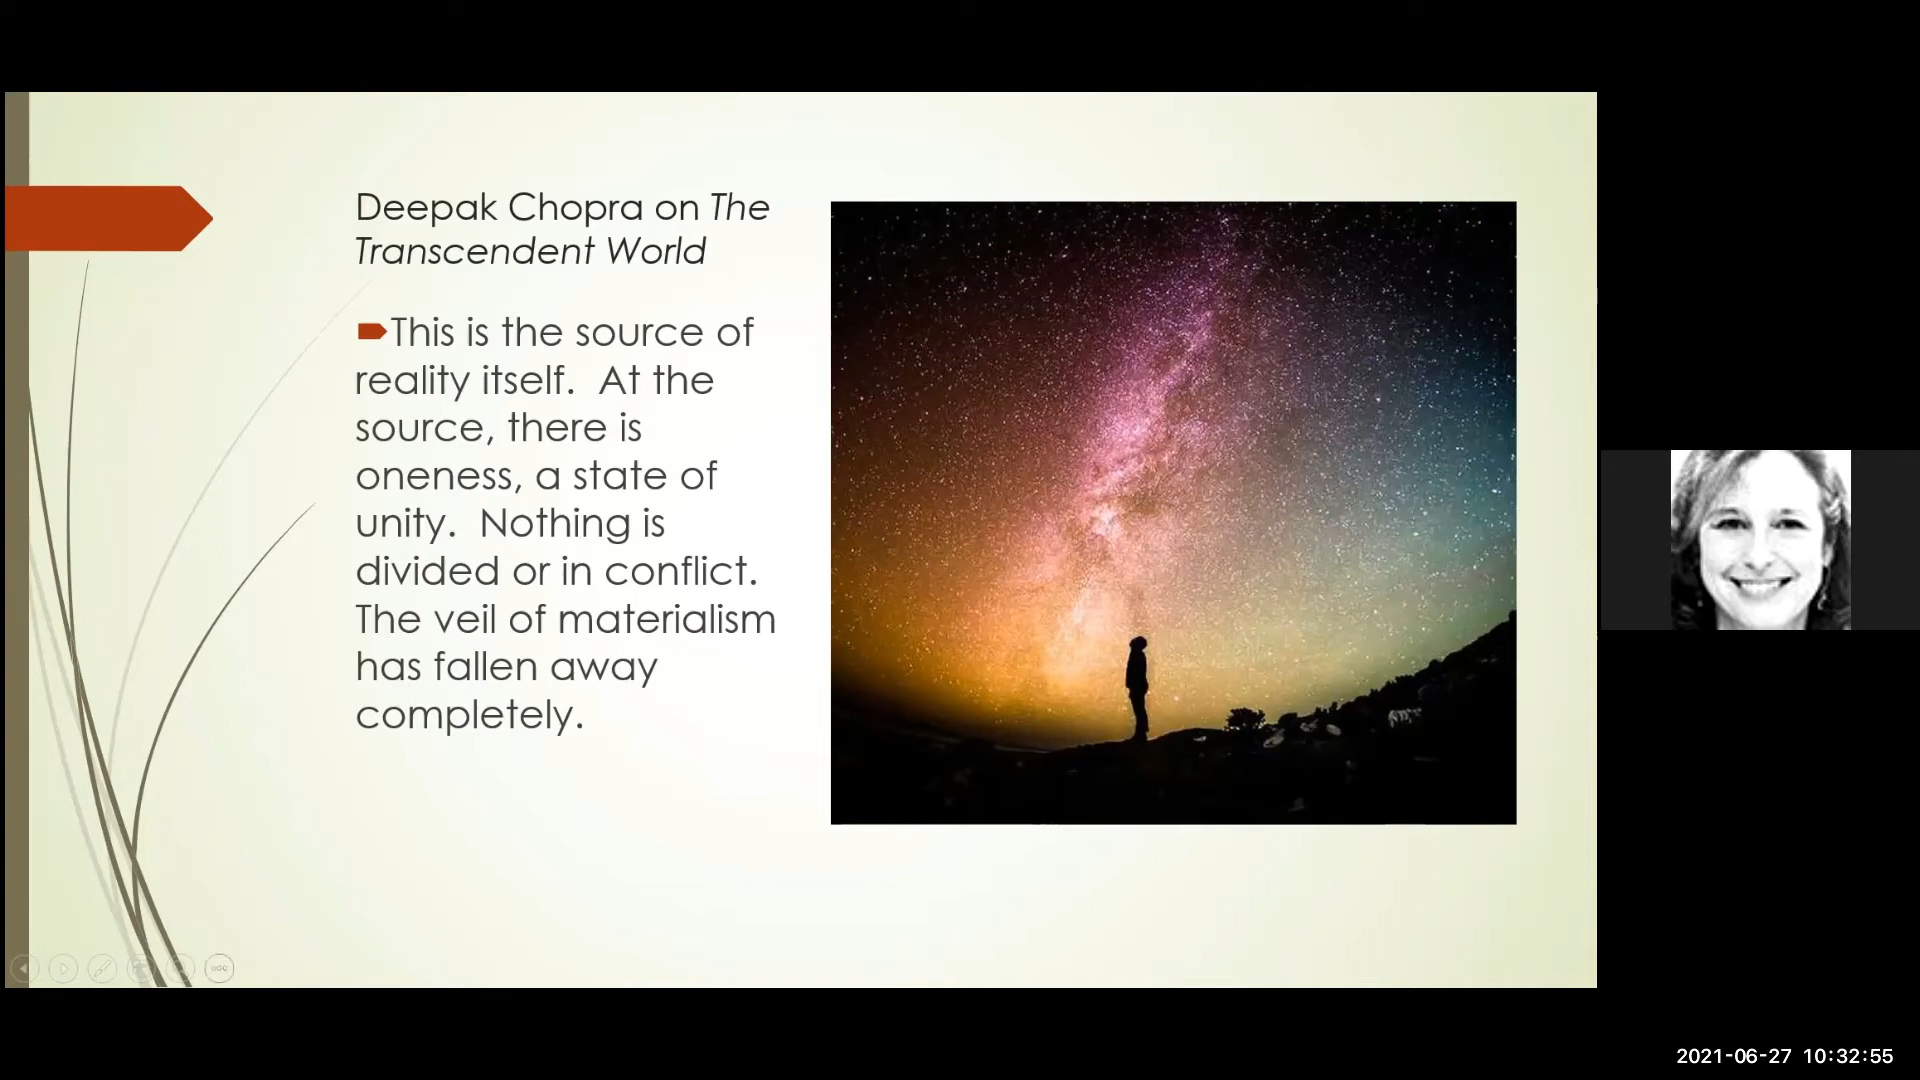 Deepak Chopra on The
Transcendent World
This is the source of
reality itself.  At the
source, there is
oneness, a state of
unity.  Nothing is
divided or in conflict.
The veil of materialism
has fallen away
completely.
2021-06-27 10:32:55